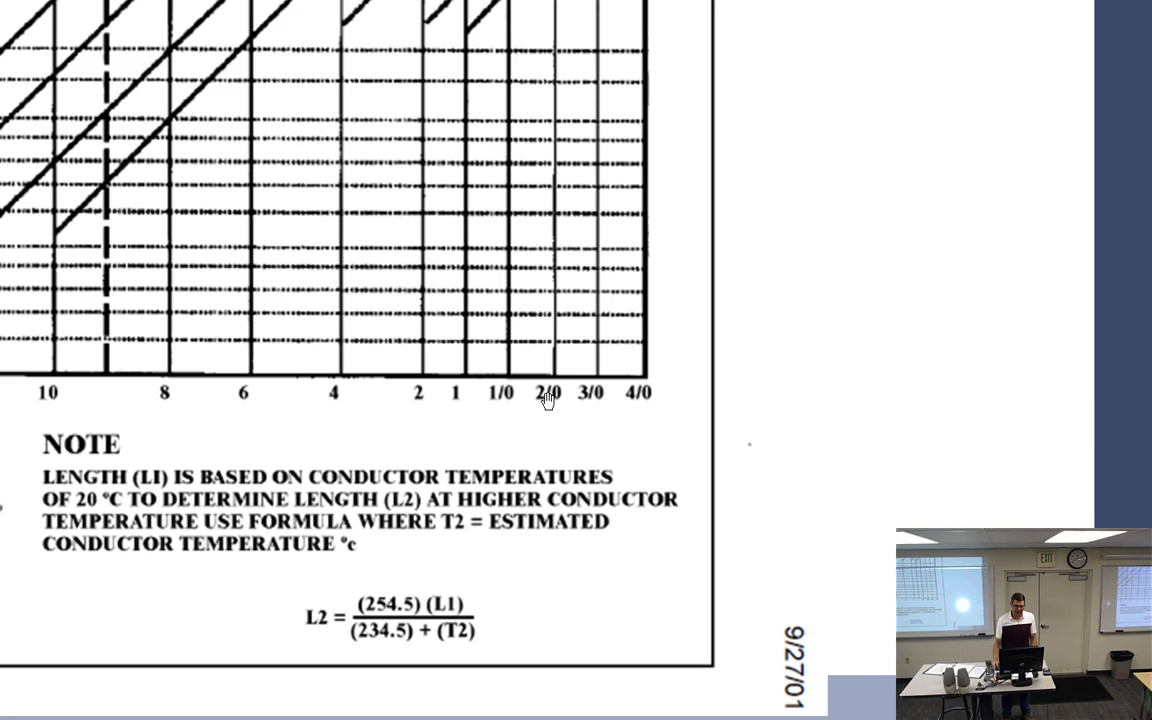 10 8 6 4 2 1 1/0 2/0 3/0 4/0
NOTE
LENGTH (LI) IS BASED ON CONDUCTOR TEMPERATURES
OF 20 °C TO DETERMINE LENGTH (L2) AT HIGHER CONDUCTOR
TEMPERATURE USE FORMULA WHERE T2 = ESTIMATED
CONDUCTOR TEMPERATURE °c
L2 = (254.5) (L1)
(234.5) + (T2)
9/27/01
EXIT